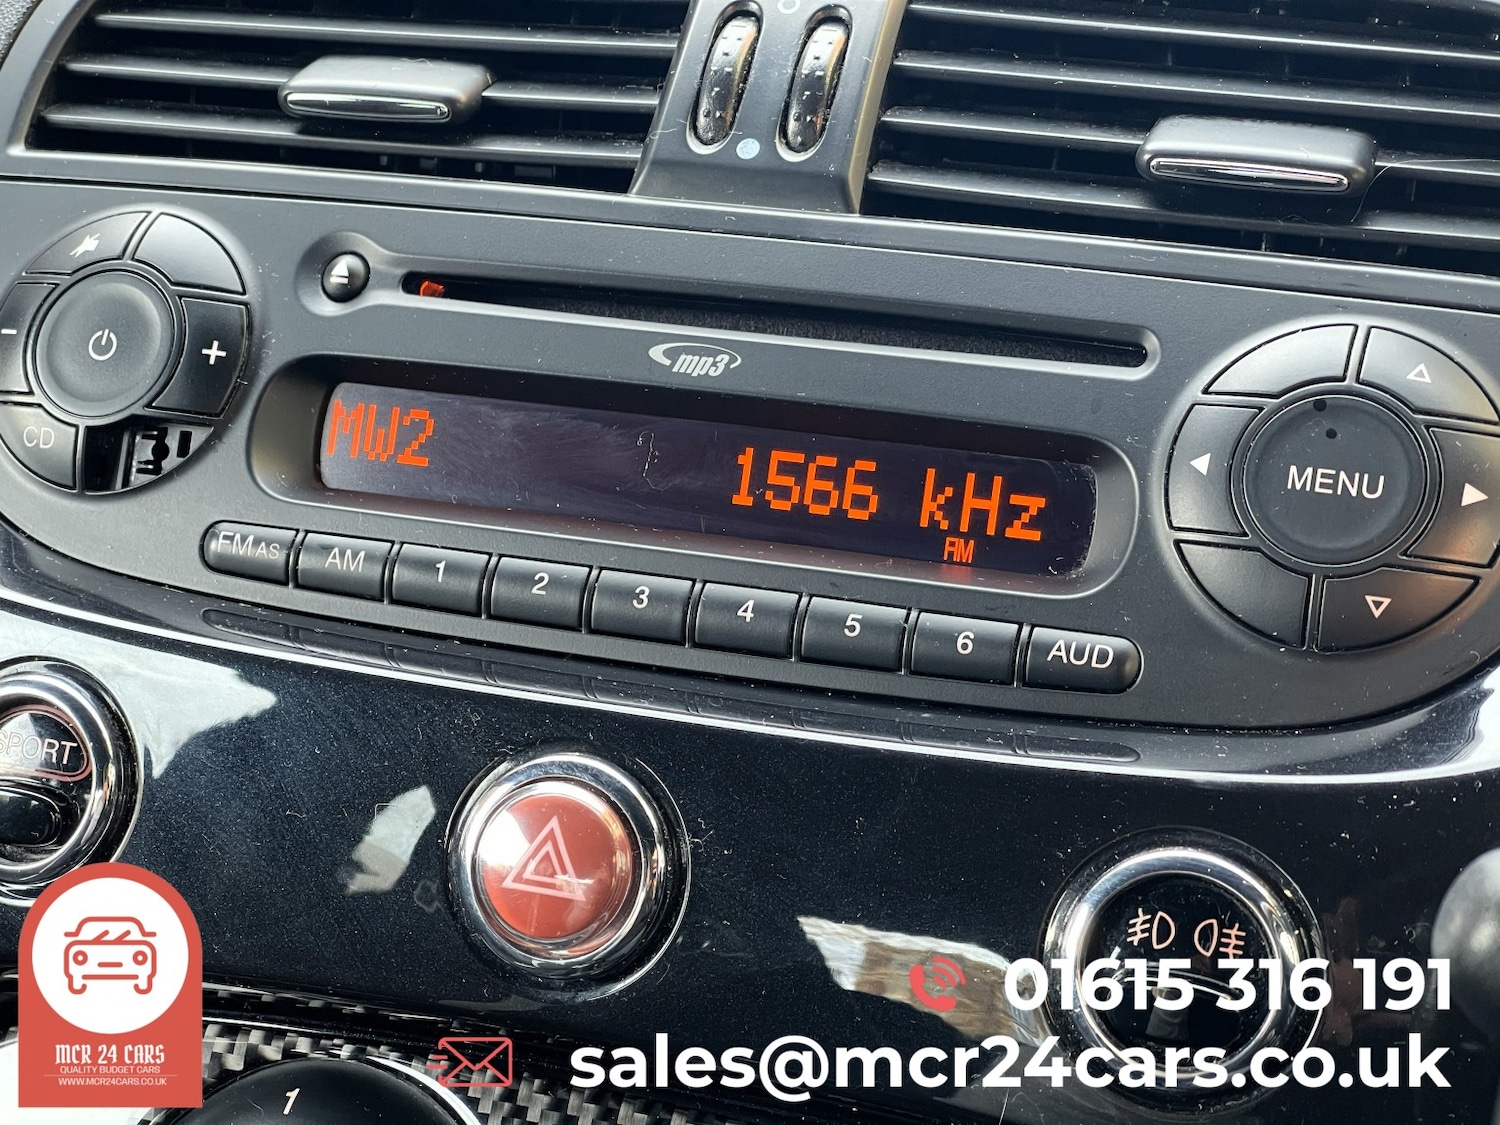 mp3
MW2
1566 kHz
AM
-
+
CD
FM AS
AM
1
2
3
4
5
6
AUD
MENU
SPORT
1
01615 316 191
sales@mcr24cars.co.uk
MCR 24 CARS
QUALITY BUDGET CARS
WWW.MCR24CARS.CO.UK